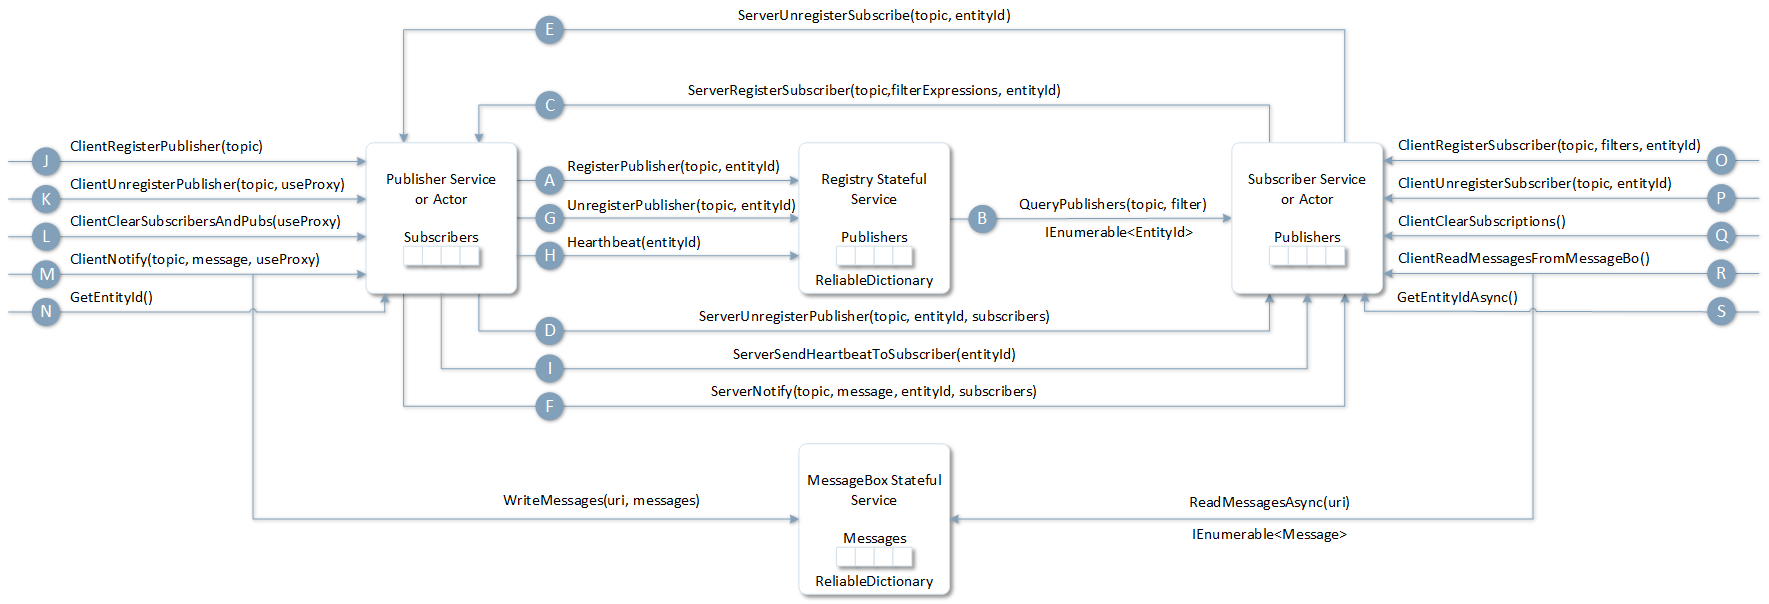 ServerUnregisterSubscribe(topic, entityId)
E
ServerRegisterSubscriber(topic,filterExpressions, entityId)
C
J
ClientRegisterPublisher(topic)
K
ClientUnregisterPublisher(topic, useProxy)
L
ClientClearSubscribersAndPubs(useProxy)
M
ClientNotify(topic, message, useProxy)
N
GetEntityId()
Publisher Service
or Actor
Subscribers
A
RegisterPublisher(topic, entityId)
G
UnregisterPublisher(topic, entityId)
H
Hearthbeat(entityId)
Registry Stateful
Service
Publishers
ReliableDictionary
B
QueryPublishers(topic, filter)
IEnumerable<EntityId>
Subscriber Service
or Actor
Publishers
ClientRegisterSubscriber(topic, filters, entityId)
O
ClientUnregisterSubscriber(topic, entityId)
P
ClientClearSubscriptions()
Q
ClientReadMessagesFromMessageBo()
R
GetEntityIdAsync()
S
ServerUnregisterPublisher(topic, entityId, subscribers)
D
ServerSendHeartbeatToSubscriber(entityId)
I
ServerNotify(topic, message, entityId, subscribers)
F
WriteMessages(uri, messages)
MessageBox Stateful
Service
Messages
ReliableDictionary
ReadMessagesAsync(uri)
IEnumerable<Message>